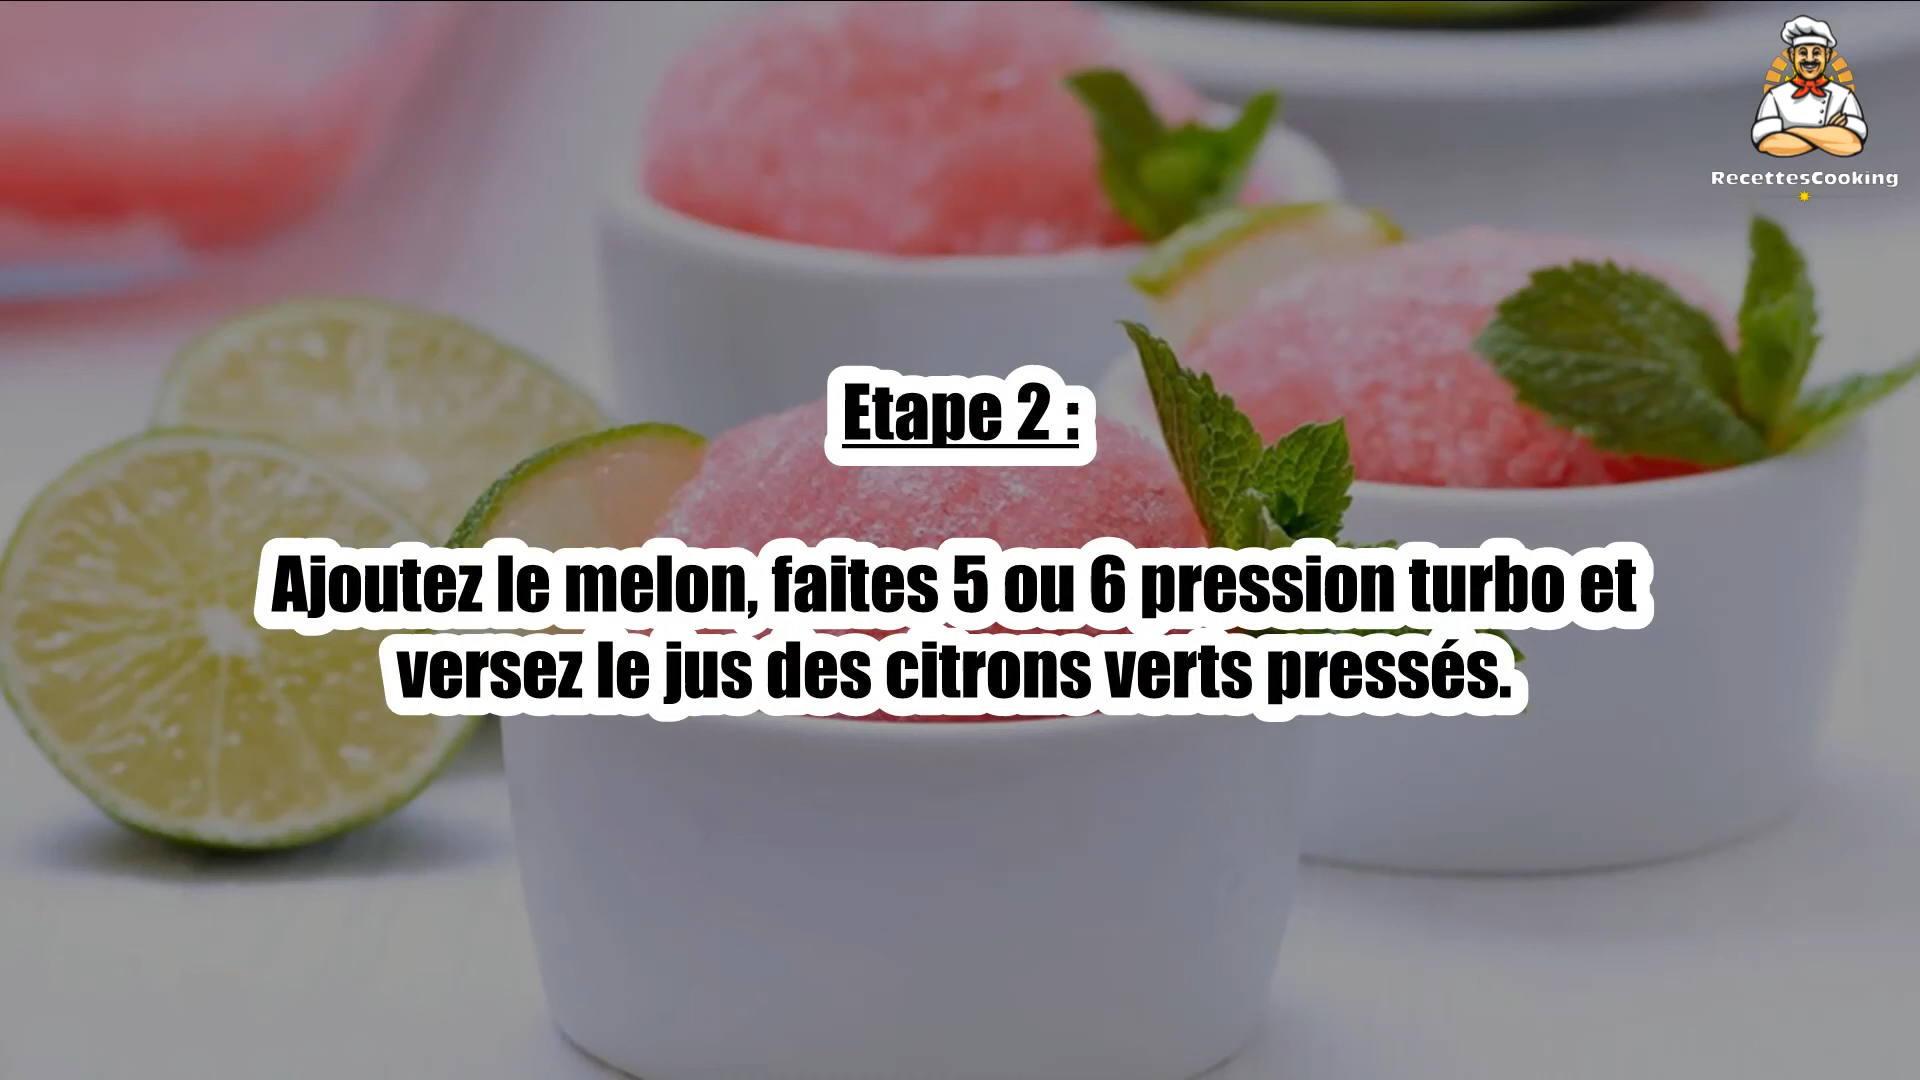 RecettesCooking
Etape 2 :
Ajoutez le melon, faites 5 ou 6 pression turbo et
versez le jus des citrons verts pressés.